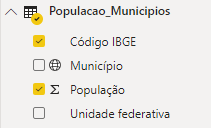 Populacao_Municipios
Código IBGE
Município
População
Unidade federativa